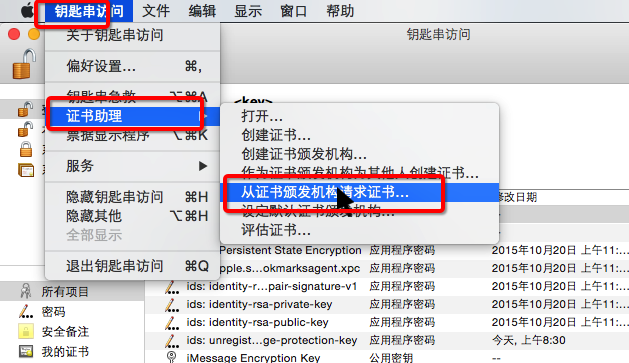 钥匙串访问 文件 编辑 显示 窗口 帮助
关于钥匙串访问 钥匙串访问
偏好设置... ⌘,
钥匙串急救 ⌥⌘A <key>
证书助理
打开...
票据显示程序 ⌥⌘K
创建证书...
创建证书颁发机构...
服务
作为证书颁发机构为其他人创建证书...
隐藏钥匙串访问 ⌘H
从证书颁发机构请求证书... 修改日期
隐藏其他 ⌥⌘H
设定默认证书颁发机构...
全部显示
评估证书...
Persistent State Encryption 应用程序密码 2015年10月20日 上午11:...
退出钥匙串访问 ⌘Q
pple.s...okmarksagent.xpc 应用程序密码 2015年10月20日 上午11:...
所有项目
ids: identity-r...pair-signature-v1 应用程序密码 2015年10月20日 上午11:...
密码
ids: identity-rsa-private-key 应用程序密码 2015年10月20日 上午11:...
安全备注
ids: identity-rsa-public-key 应用程序密码 2015年10月20日 上午11:...
ids: unregist...ge-protection-key 应用程序密码 今天, 上午8:30
我的证书
iMessage Encryption Key 公用密钥 2015年10月20日 上午11:...